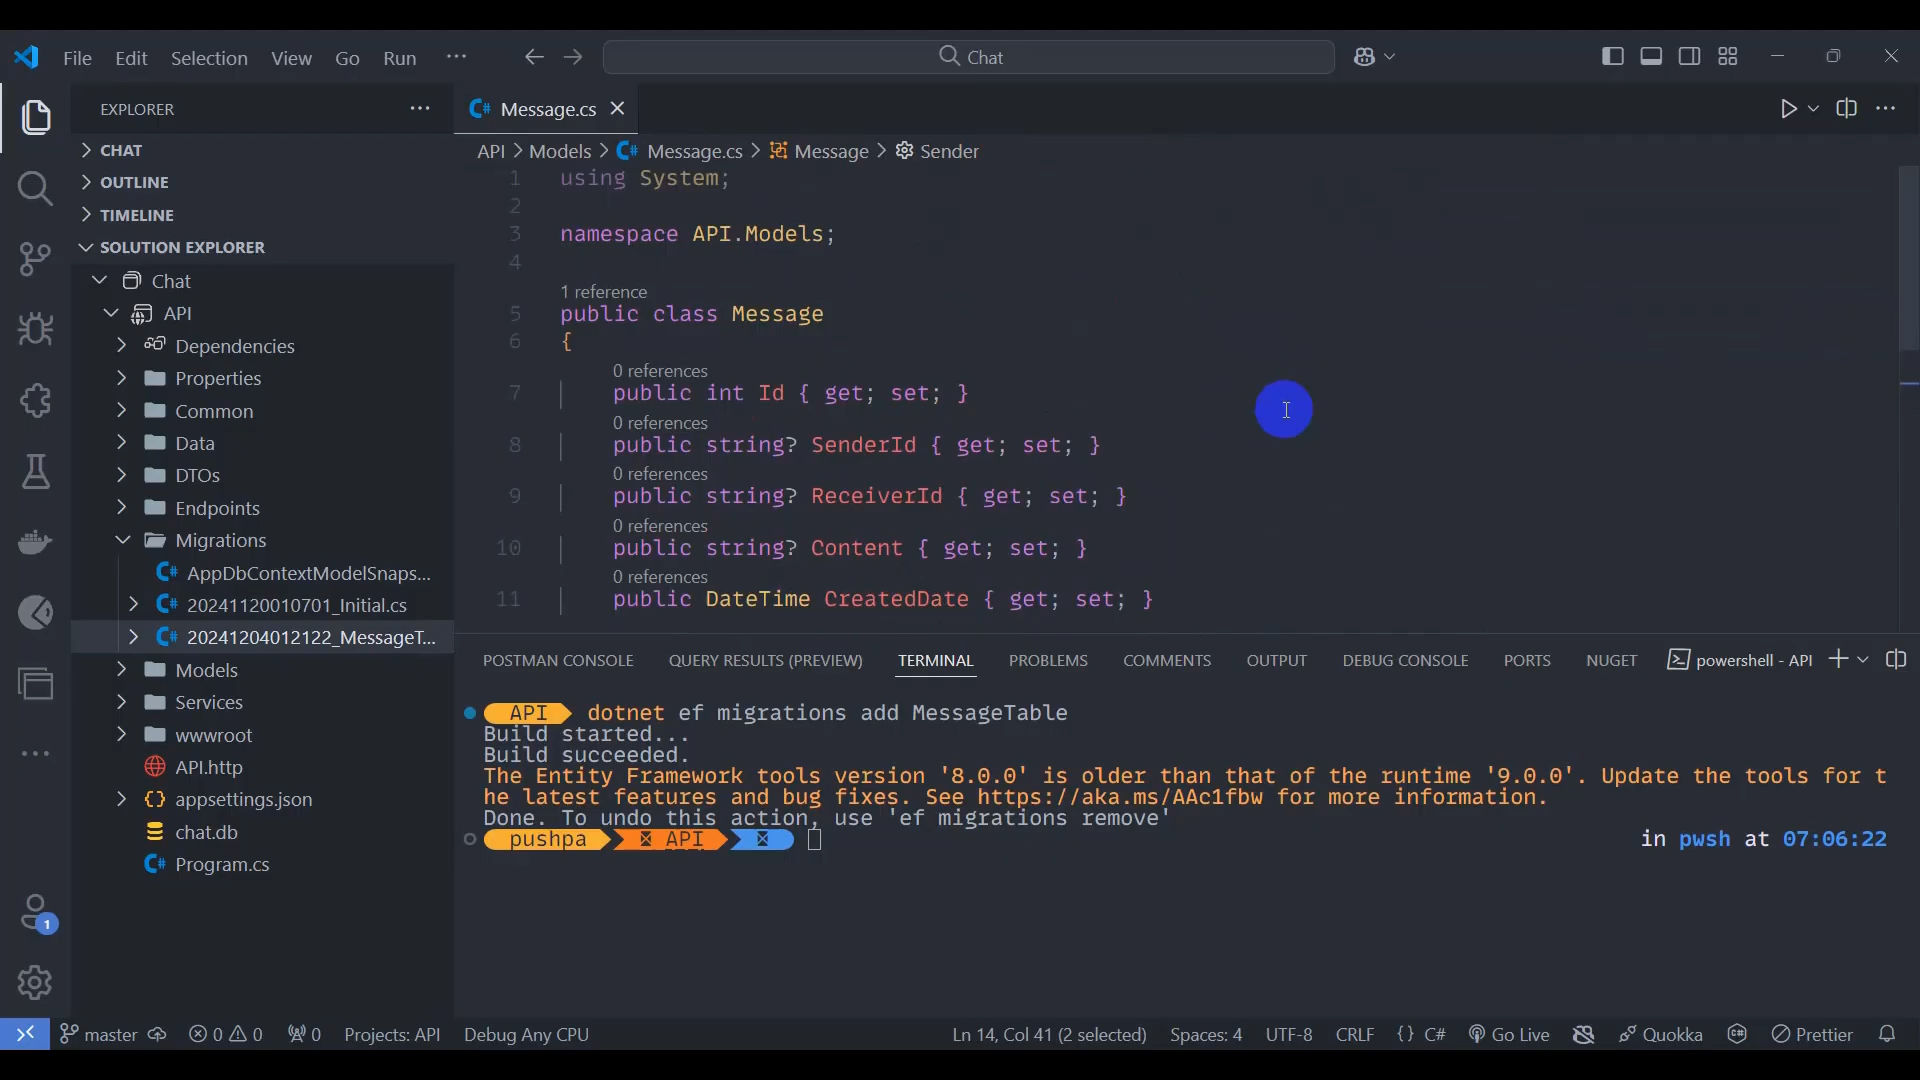 File Edit Selection View Go Run ···
Chat
EXPLORER ···
CHAT
OUTLINE
TIMELINE
SOLUTION EXPLORER
Chat
API
Dependencies
Properties
Common
Data
DTOs
Endpoints
Migrations
AppDbContextModelSnaps...
20241120010701_Initial.cs
20241204012122_MessageT...
Models
Services
wwwroot
API.http
appsettings.json
chat.db
Program.cs
1
Message.cs
API > Models > Message.cs > Message > Sender
1 using System;
2
3 namespace API.Models;
4
1 reference
5 public class Message
6 {
0 references
7 public int Id { get; set; }
0 references
8 public string? SenderId { get; set; }
0 references
9 public string? ReceiverId { get; set; }
0 references
10 public string? Content { get; set; }
0 references
11 public DateTime CreatedDate { get; set; }
POSTMAN CONSOLE QUERY RESULTS (PREVIEW) TERMINAL PROBLEMS COMMENTS OUTPUT DEBUG CONSOLE PORTS NUGET powershell - API
API dotnet ef migrations add MessageTable
Build started...
Build succeeded.
The Entity Framework tools version '8.0.0' is older than that of the runtime '9.0.0'. Update the tools for t
he latest features and bug fixes. See https://aka.ms/AAc1fbw for more information.
Done. To undo this action, use 'ef migrations remove'
pushpa API in pwsh at 07:06:22
master 0 0 0 Projects: API Debug Any CPU Ln 14, Col 41 (2 selected) Spaces: 4 UTF-8 CRLF {} C# Go Live Quokka Prettier